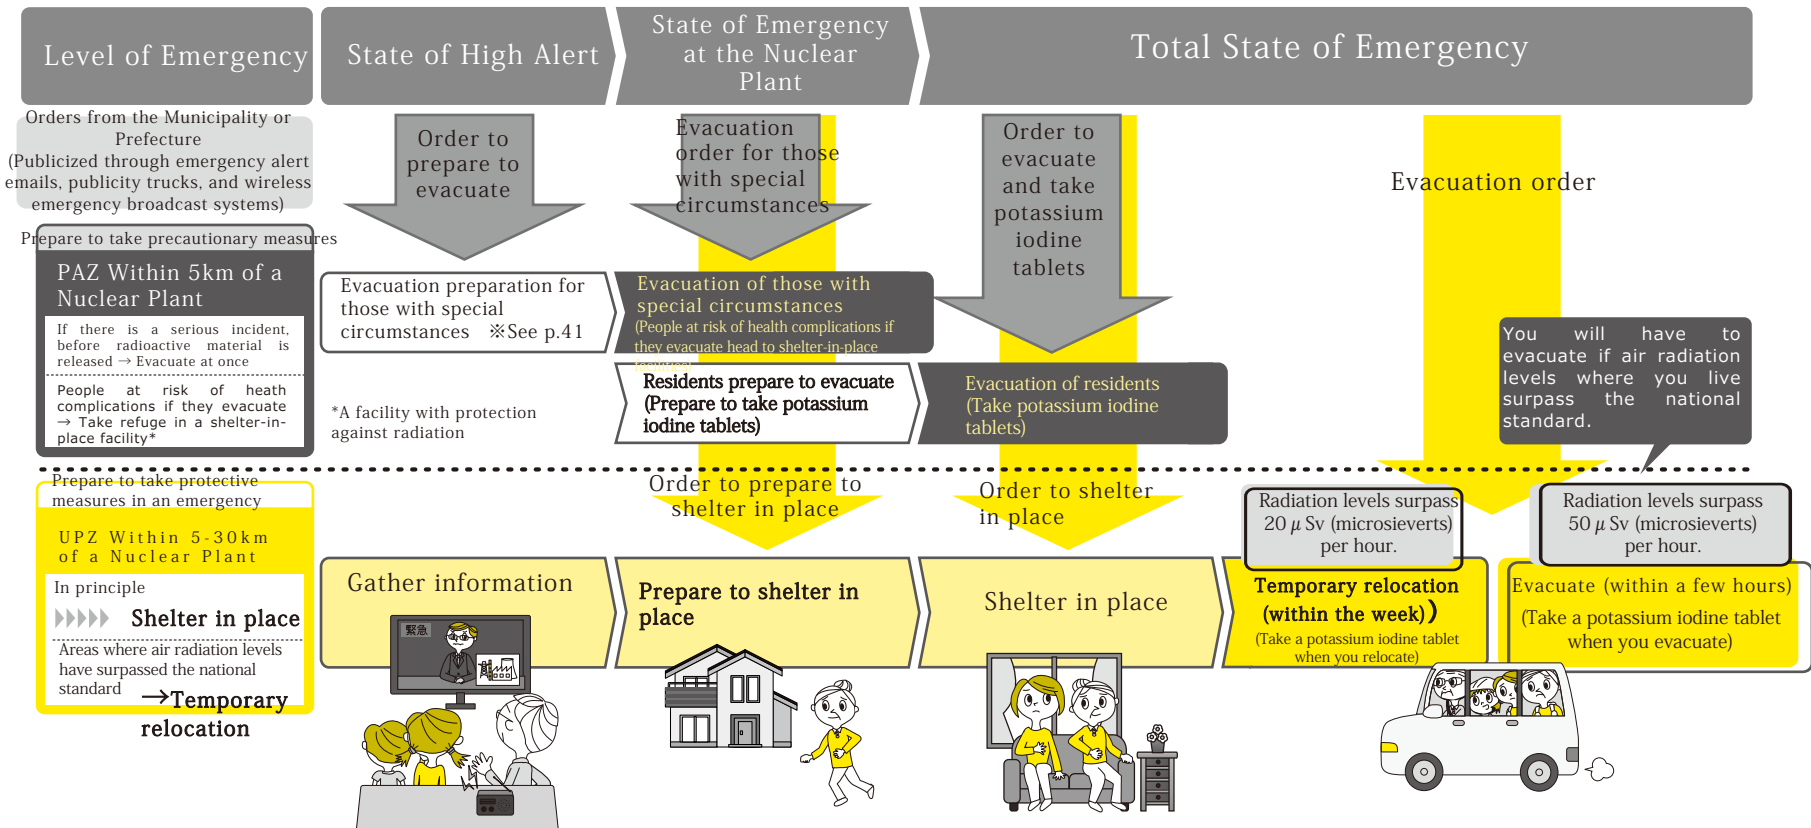 Level of Emergency
State of High Alert
State of Emergency
at the Nuclear
Plant
Total State of Emergency
Orders from the Municipality or
Prefecture
(Publicized through emergency alert
emails, publicity trucks, and wireless
emergency broadcast systems)
Order to
prepare to
evacuate
Evacuation
order for those
with special
circumstances
Order to
evacuate
and take
potassium
iodine
tablets
Evacuation order
Prepare to take precautionary measures
PAZ Within 5km of a
Nuclear Plant
If there is a serious incident,
before radioactive material is
released → Evacuate at once
People at risk of heath
complications if they evacuate
→ Take refuge in a shelter-in-
place facility*
Evacuation preparation for
those with special
circumstances ※See p.41
Evacuation of those with
special circumstances
(People at risk of health complications if
they evacuate head to shelter-in-place
facilities)
*A facility with protection
against radiation
Residents prepare to evacuate
(Prepare to take potassium
iodine tablets)
Evacuation of residents
(Take potassium iodine
tablets)
You will have to
evacuate if air radiation
levels where you live
surpass the national
standard.
Prepare to take protective
measures in an emergency
UPZ Within 5-30km
of a Nuclear Plant
In principle
Shelter in place
Areas where air radiation levels
have surpassed the national
standard
→Temporary
relocation
Order to prepare to
shelter in place
Order to shelter
in place
Radiation levels surpass
20 μ Sv (microsieverts)
per hour.
Radiation levels surpass
50 μ Sv (microsieverts)
per hour.
Gather information
緊急
Prepare to shelter in
place
Shelter in place
Temporary relocation
(within the week))
(Take a potassium iodine tablet
when you relocate)
Evacuate (within a few hours)
(Take a potassium iodine tablet
when you evacuate)